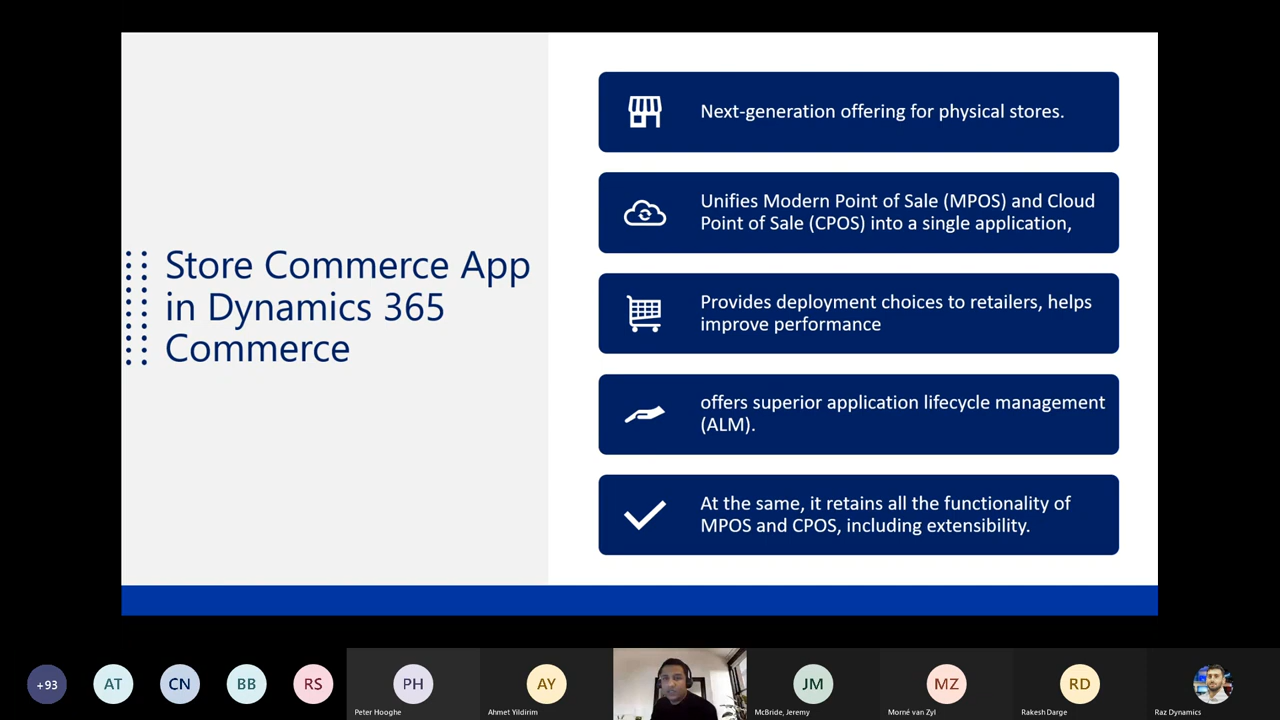 Store Commerce App
in Dynamics 365
Commerce
Next-generation offering for physical stores.
Unifies Modern Point of Sale (MPOS) and Cloud
Point of Sale (CPOS) into a single application,
Provides deployment choices to retailers, helps
improve performance
offers superior application lifecycle management
(ALM).
At the same, it retains all the functionality of
MPOS and CPOS, including extensibility.
+93
AT
CN
BB
RS
PH
Peter Hooghe
AY
Ahmet Yildirim
JM
McBride, Jeremy
MZ
Morné van Zyl
RD
Rakesh Darge
Raz Dynamics